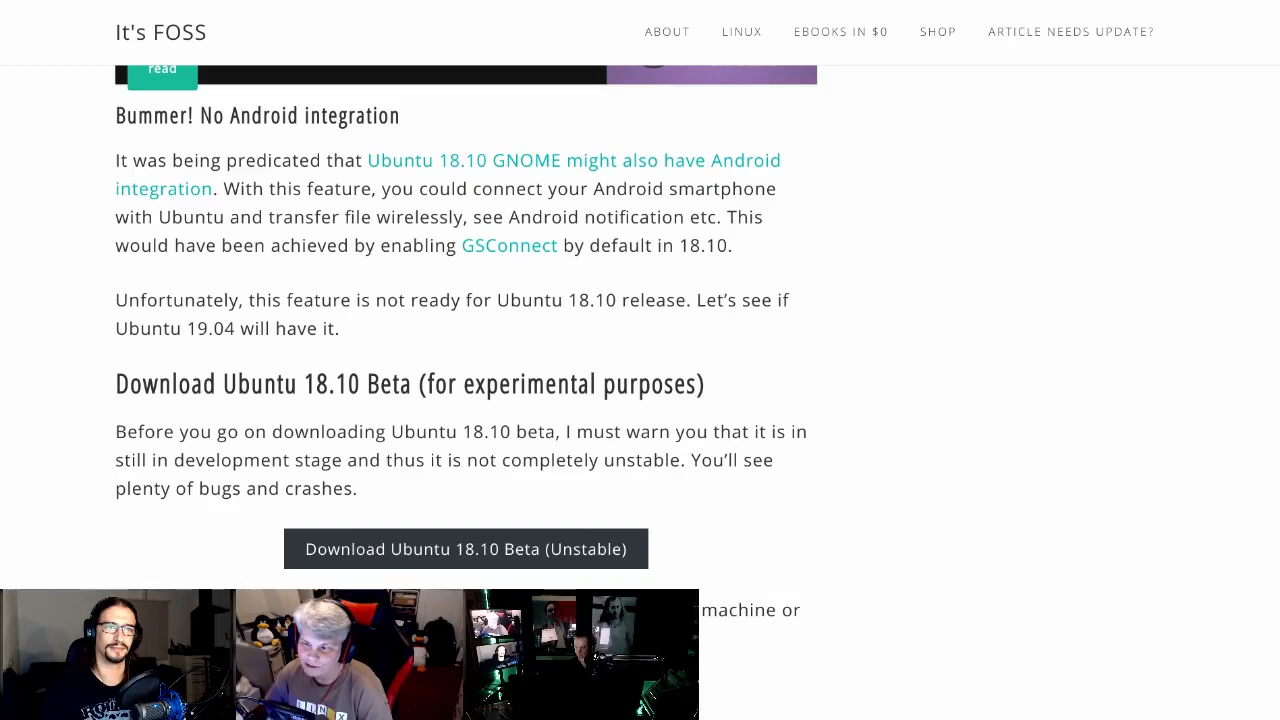 It's FOSS
ABOUT LINUX EBOOKS IN $0 SHOP ARTICLE NEEDS UPDATE?
read
Bummer! No Android integration
It was being predicated that Ubuntu 18.10 GNOME might also have Android
integration. With this feature, you could connect your Android smartphone
with Ubuntu and transfer file wirelessly, see Android notification etc. This
would have been achieved by enabling GSConnect by default in 18.10.
Unfortunately, this feature is not ready for Ubuntu 18.10 release. Let’s see if
Ubuntu 19.04 will have it.
Download Ubuntu 18.10 Beta (for experimental purposes)
Before you go on downloading Ubuntu 18.10 beta, I must warn you that it is in
still in development stage and thus it is not completely unstable. You’ll see
plenty of bugs and crashes.
Download Ubuntu 18.10 Beta (Unstable)
machine or